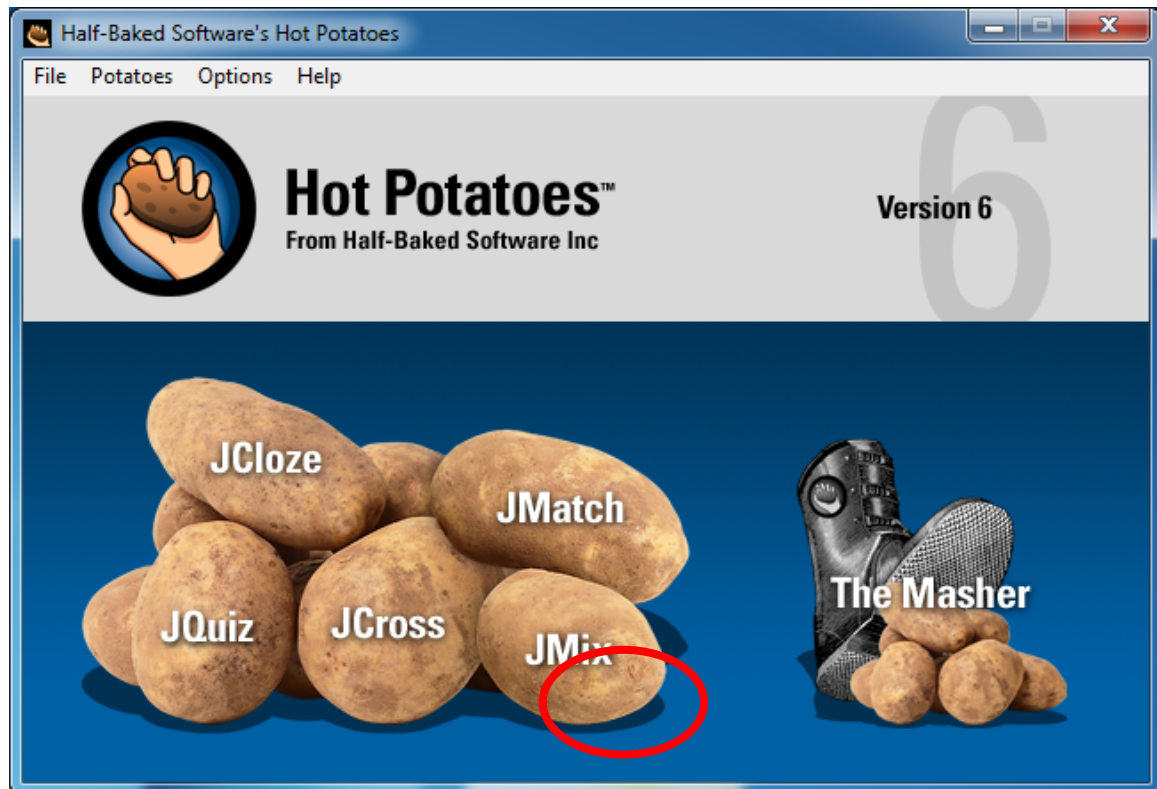 Half-Baked Software's Hot Potatoes
File Potatoes Options Help
Hot Potatoes™
From Half-Baked Software Inc
6
Version 6
JCloze
JMatch
JQuiz
JCross
JMix
The Masher